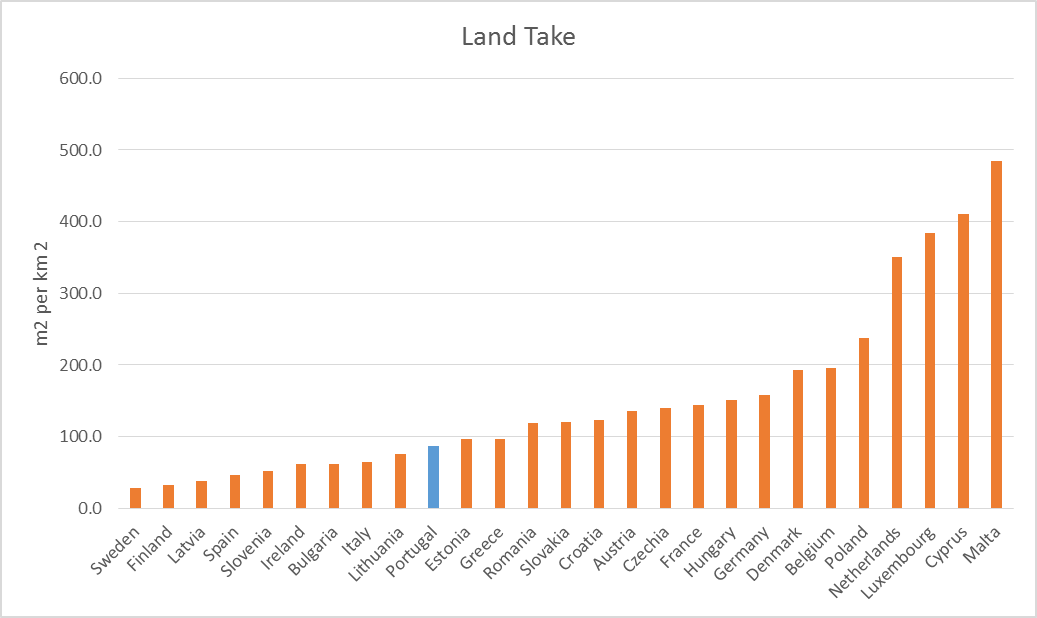 Land Take
600.0
500.0
400.0
300.0
200.0
100.0
0.0
m2 per km 2
Sweden
Finland
Latvia
Spain
Slovenia
Ireland
Bulgaria
Italy
Lithuania
Portugal
Estonia
Greece
Romania
Slovakia
Croatia
Austria
Czechia
France
Hungary
Germany
Denmark
Belgium
Poland
Netherlands
Luxembourg
Cyprus
Malta